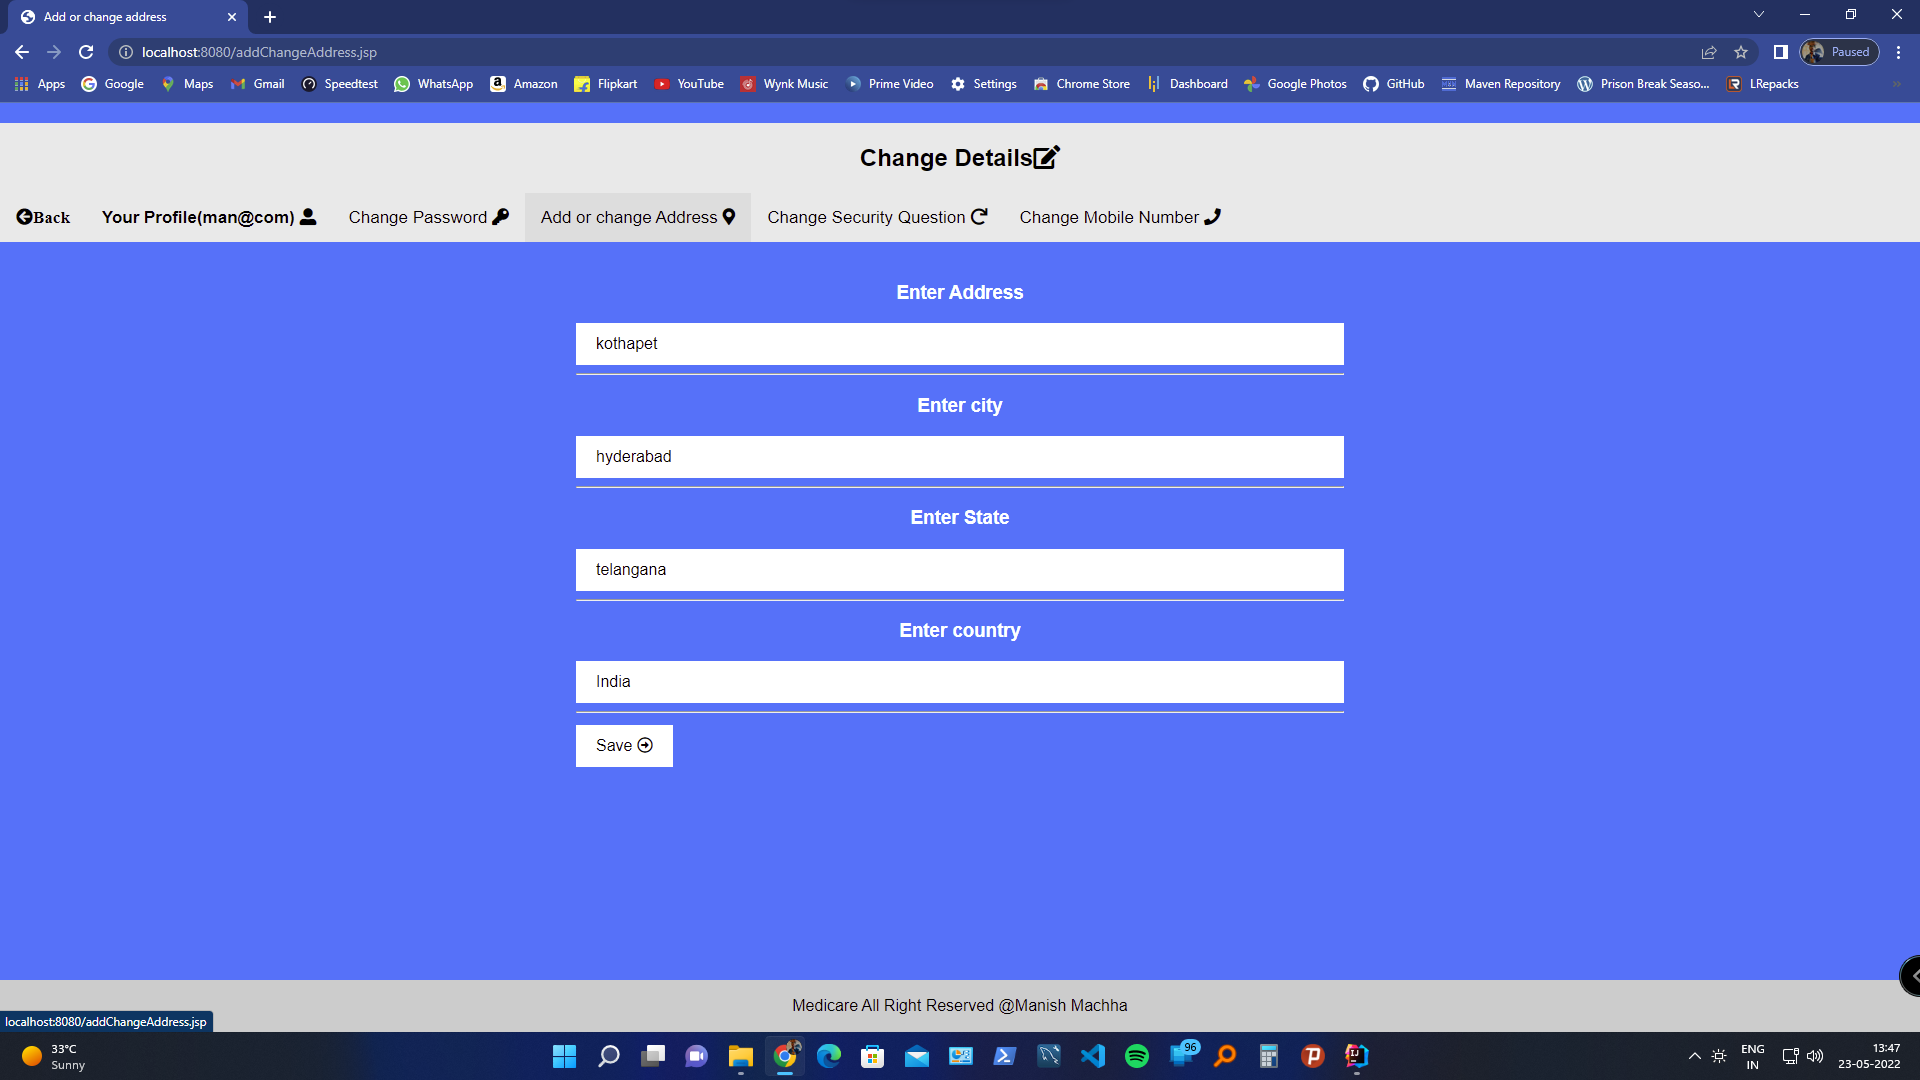 Add or change address
localhost:8080/addChangeAddress.jsp
Paused
Apps Google Maps Gmail Speedtest WhatsApp Amazon Flipkart YouTube Wynk Music Prime Video Settings Chrome Store Dashboard Google Photos GitHub Maven Repository Prison Break Seaso... LRepacks
Change Details
Back Your Profile(man@com) Change Password Add or change Address Change Security Question Change Mobile Number
Enter Address
kothapet
Enter city
hyderabad
Enter State
telangana
Enter country
India
Save
Medicare All Right Reserved @Manish Machha
localhost:8080/addChangeAddress.jsp
33°C
Sunny
96
ENG
IN
13:47
23-05-2022